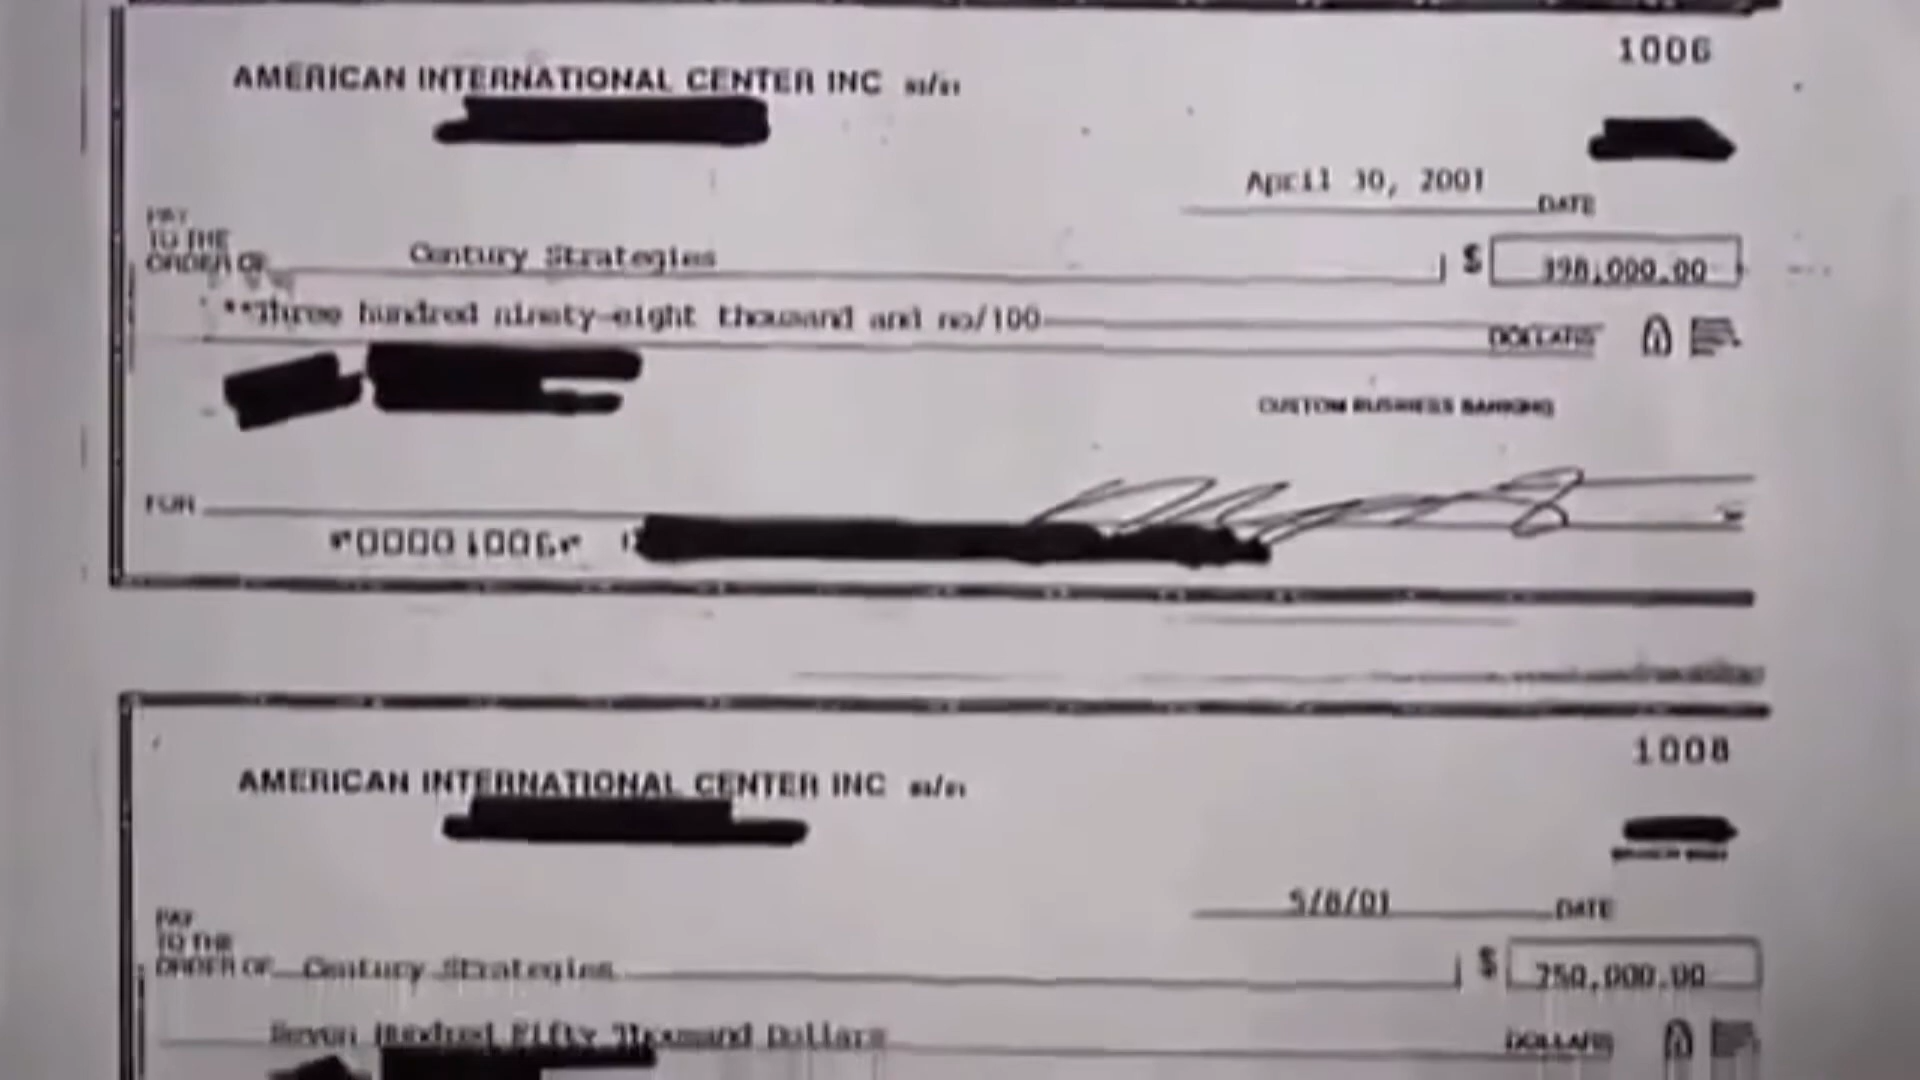 1006
AMERICAN INTERNATIONAL CENTER INC
April 30, 2001
DATE
PAY
TO THE
ORDER OF
Century Strategies
$ 398,000.00
**Three hundred ninety-eight thousand and no/100
DOLLARS
CUSTOM BUSINESS BANKING
FOR
"00001006"
1008
AMERICAN INTERNATIONAL CENTER INC
5/8/01
DATE
PAY
TO THE
ORDER OF Century Strategies
$ 750,000.00
Seven Hundred Fifty Thousand Dollars
DOLLARS